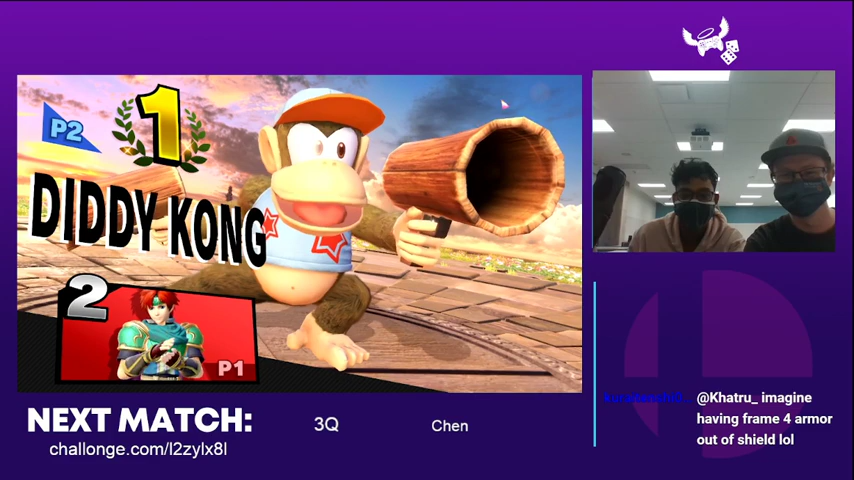 P2
1
DIDDY KONG
2
P1
NEXT MATCH:
3Q
Chen
challonge.com/l2zylx8l
@Khatru_ imagine
having frame 4 armor
out of shield lol